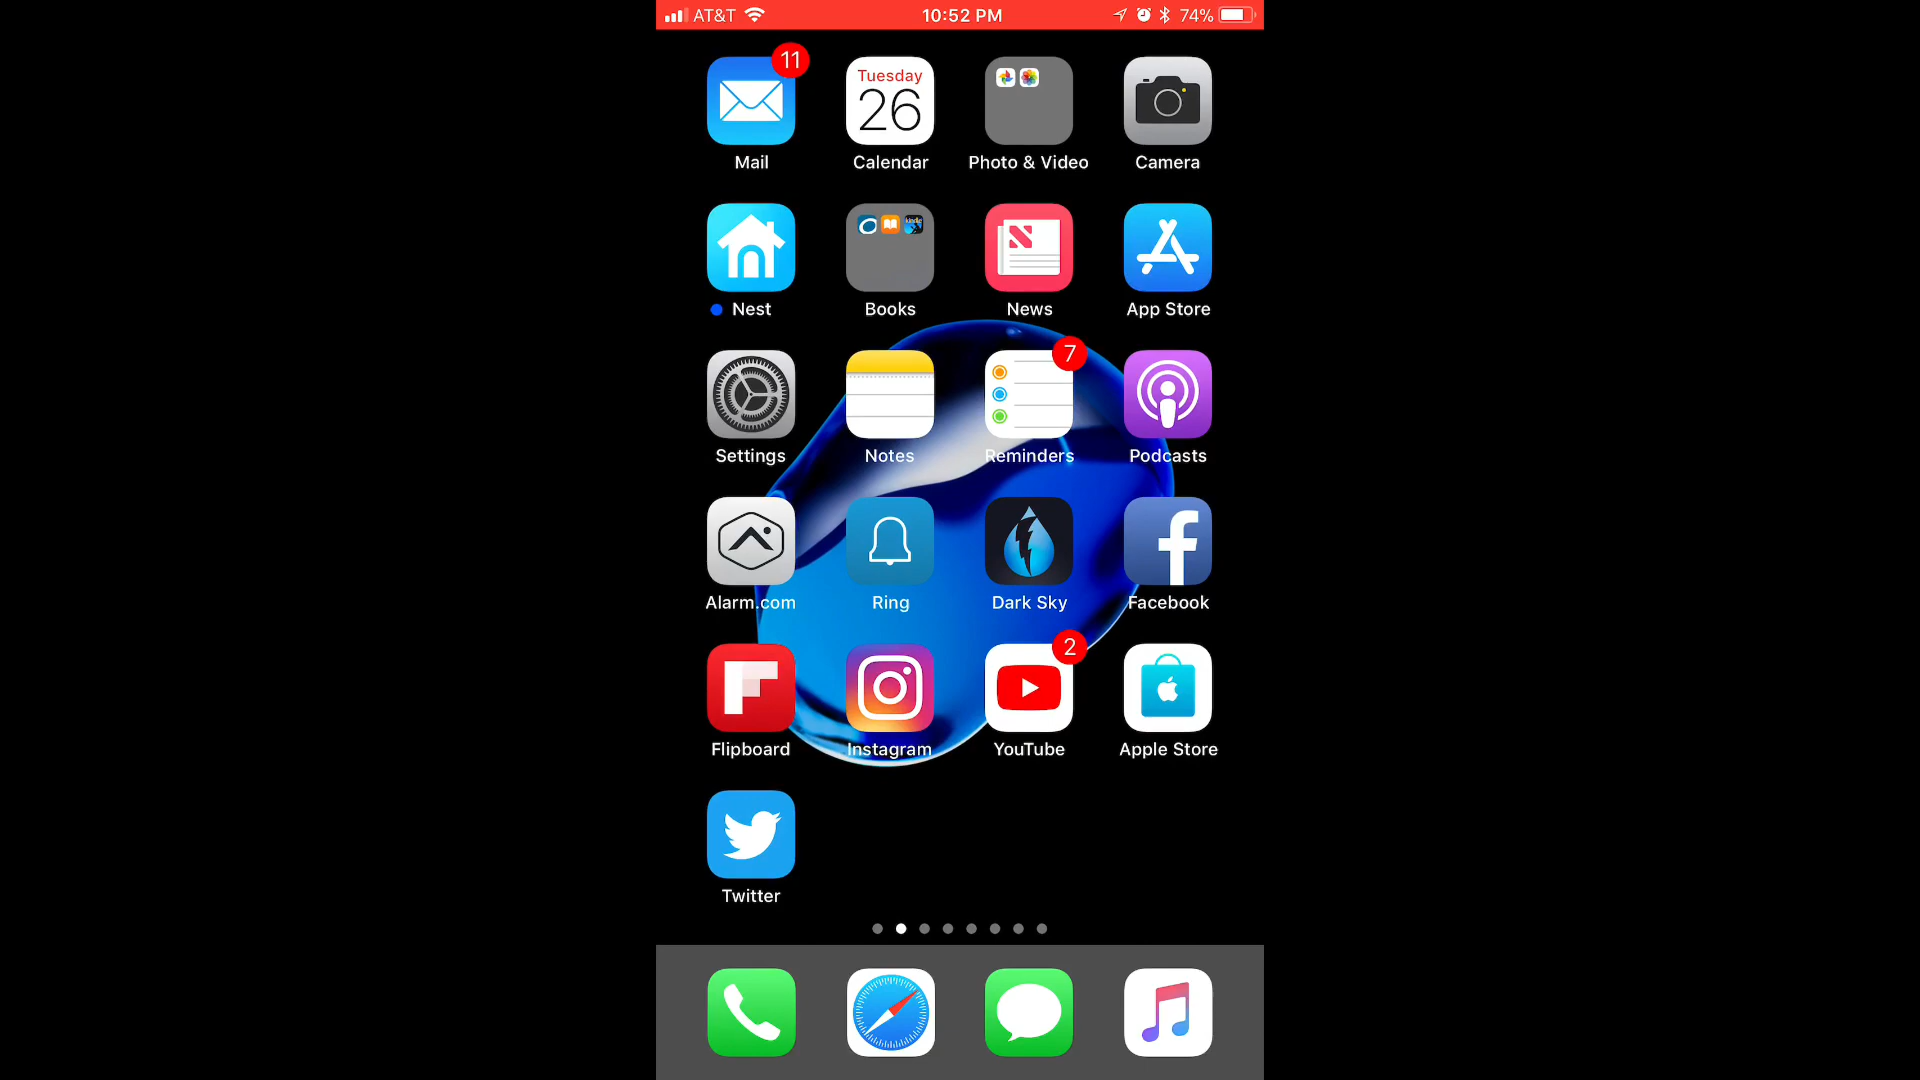 AT&T 10:52 PM 74%
11
Tuesday
26
Mail Calendar Photo & Video Camera
kindle
Nest Books News App Store
7
Settings Notes Reminders Podcasts
Alarm.com Ring Dark Sky Facebook
2
Flipboard Instagram YouTube Apple Store
Twitter